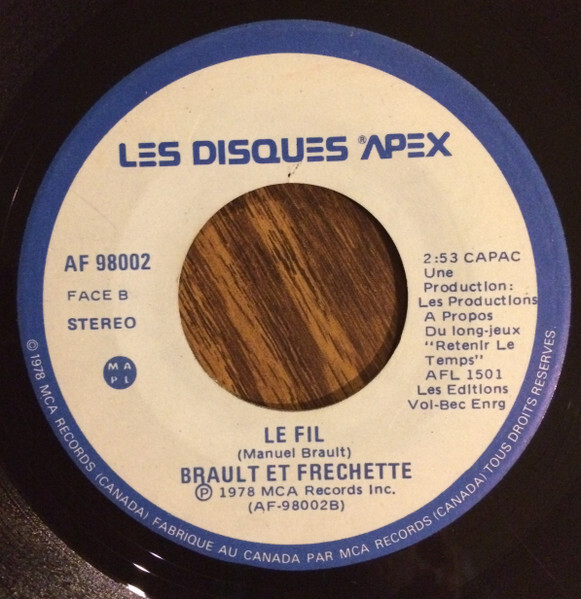 LES DISQUES ®APEX
AF 98002
FACE B
STEREO
M A
P L
2:53 CAPAC
Une
Production:
Les Productions
A Propos
Du long-jeux
"Retenir Le
Temps"
AFL 1501
Les Editions
Vol-Bec Enrg
LE FIL
(Manuel Brault)
BRAULT ET FRECHETTE
℗ 1978 MCA Records Inc.
(AF-98002B)
© 1978 MCA RECORDS (CANADA) FABRIQUE AU CANADA PAR MCA RECORDS (CANADA) TOUS DROITS RESERVES.